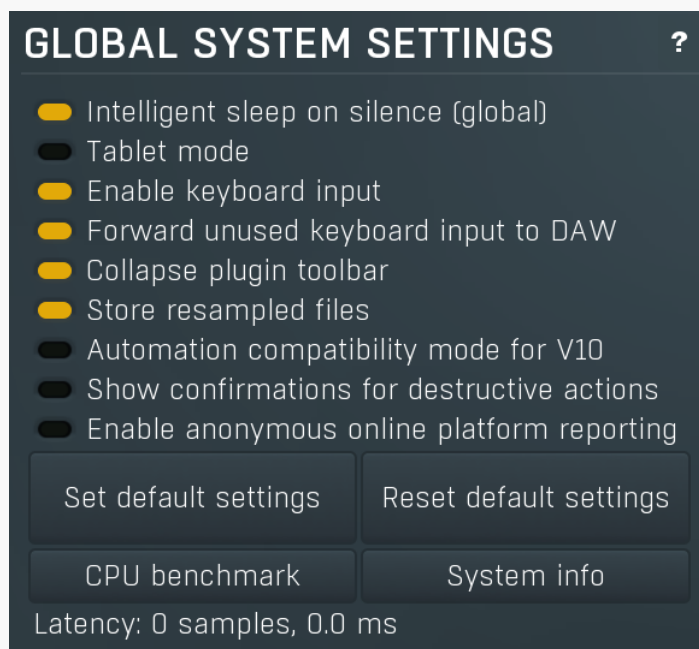 GLOBAL SYSTEM SETTINGS ?
Intelligent sleep on silence (global)
Tablet mode
Enable keyboard input
Forward unused keyboard input to DAW
Collapse plugin toolbar
Store resampled files
Automation compatibility mode for V10
Show confirmations for destructive actions
Enable anonymous online platform reporting
Set default settings Reset default settings
CPU benchmark System info
Latency: 0 samples, 0.0 ms